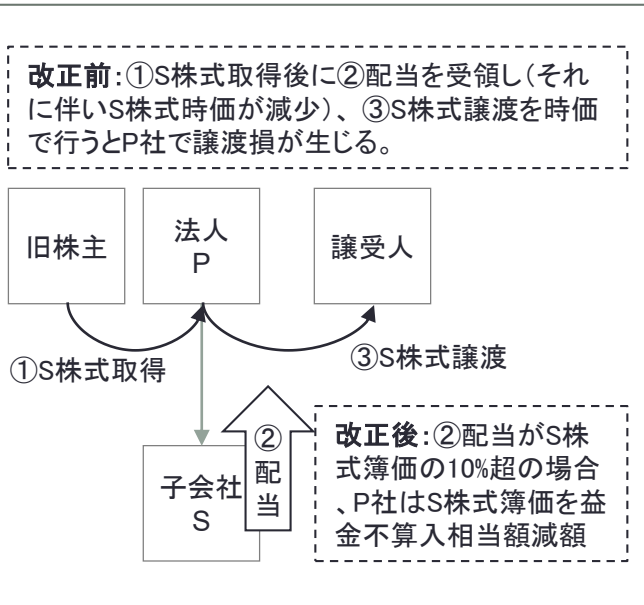 改正前:①S株式取得後に②配当を受領し(それ
に伴いS株式時価が減少)、③S株式譲渡を時価
で行うとP社で譲渡損が生じる。
旧株主
法人
P
譲受人
①S株式取得
③S株式譲渡
②
配
当
子会社
S
改正後:②配当がS株
式簿価の10%超の場合
、P社はS株式簿価を益
金不算入相当額減額